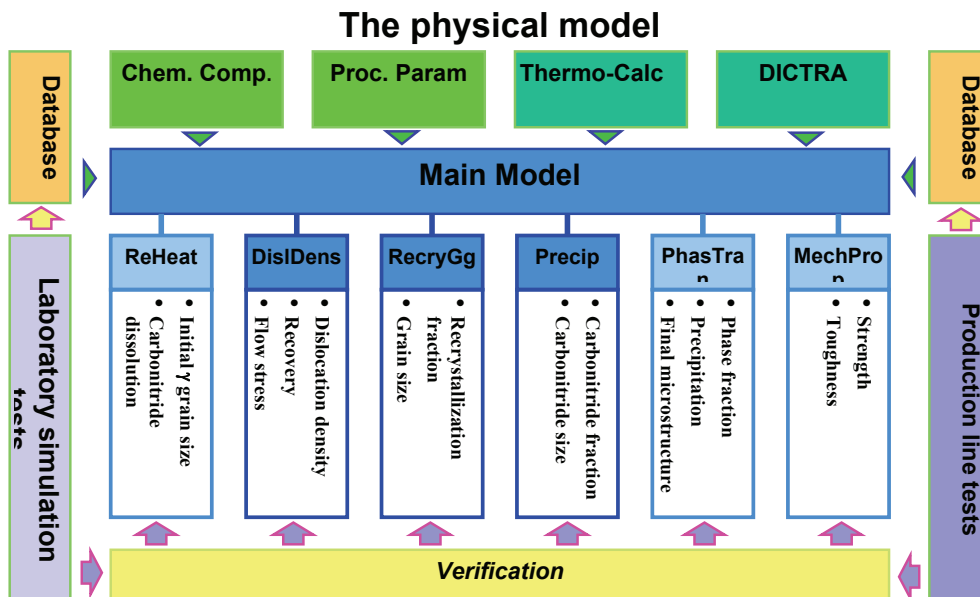 The physical model
Database
Chem. Comp.
Proc. Param
Thermo-Calc
DICTRA
Database
Main Model
ReHeat
DislDens
RecryGg
Precip
PhasTra
n
MechPro
p
Laboratory simulation
tests
• Initial γ grain size
• Carbonitride
dissolution
• Dislocation density
• Recovery
• Flow stress
• Recrystallization
fraction
• Grain size
• Carbonitride fraction
• Carbonitride size
• Phase fraction
• Precipitation
• Final microstructure
• Strength
• Toughness
Production line tests
Verification